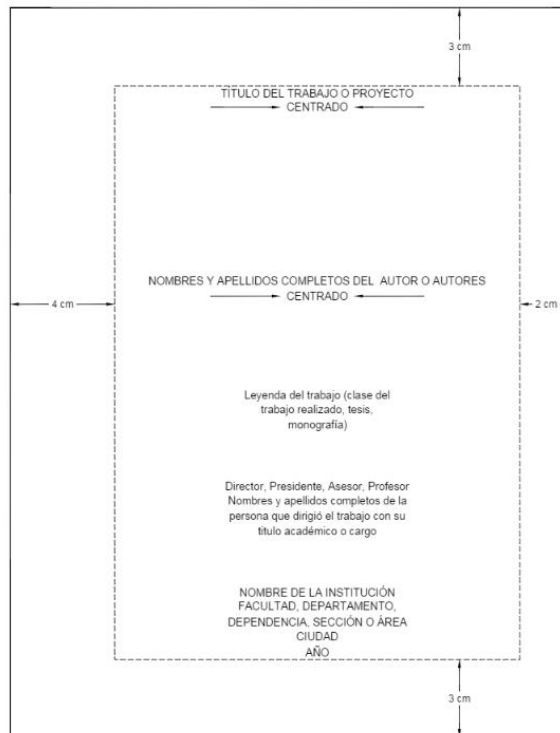 3 cm
TÍTULO DEL TRABAJO O PROYECTO
CENTRADO
NOMBRES Y APELLIDOS COMPLETOS DEL AUTOR O AUTORES
CENTRADO
4 cm
2 cm
Leyenda del trabajo (clase del
trabajo realizado, tesis,
monografía)
Director, Presidente, Asesor, Profesor
Nombres y apellidos completos de la
persona que dirigió el trabajo con su
título académico o cargo
NOMBRE DE LA INSTITUCIÓN
FACULTAD, DEPARTAMENTO,
DEPENDENCIA, SECCIÓN O ÁREA
CIUDAD
AÑO
3 cm